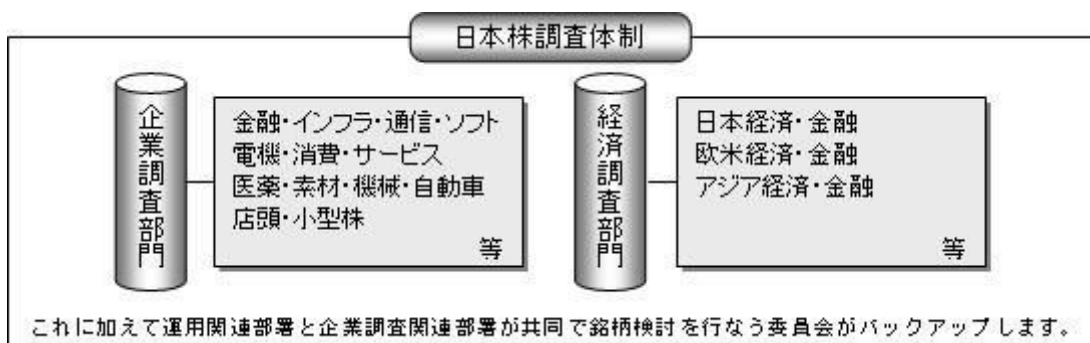 日本株調査体制
企業調査部門
金融・インフラ・通信・ソフト
電機・消費・サービス
医薬・素材・機械・自動車
店頭・小型株
等
経済調査部門
日本経済・金融
欧米経済・金融
アジア経済・金融
等
これに加えて運用関連部署と企業調査関連部署が共同で銘柄検討を行なう委員会がバックアップします。